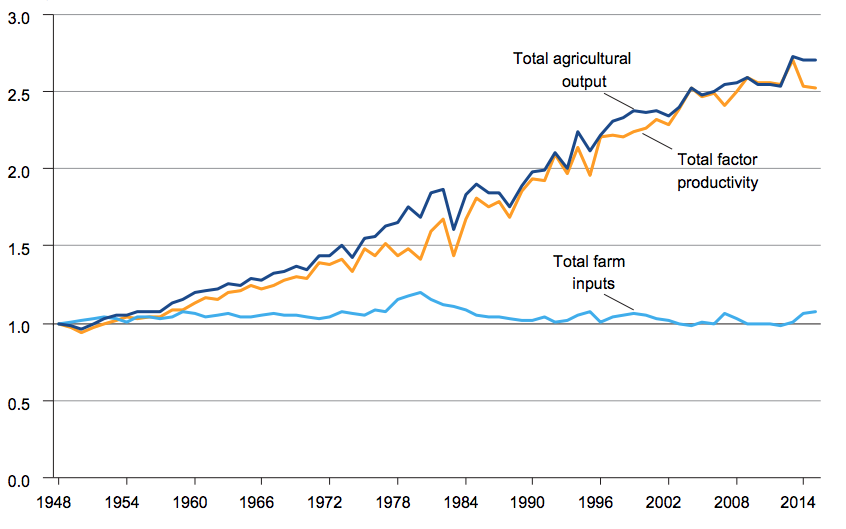 3.0
Total agricultural
output
2.5
2.0
Total factor
productivity
1.5
Total farm
inputs
1.0
0.5
0.0
1948 1954 1960 1966 1972 1978 1984 1990 1996 2002 2008 2014